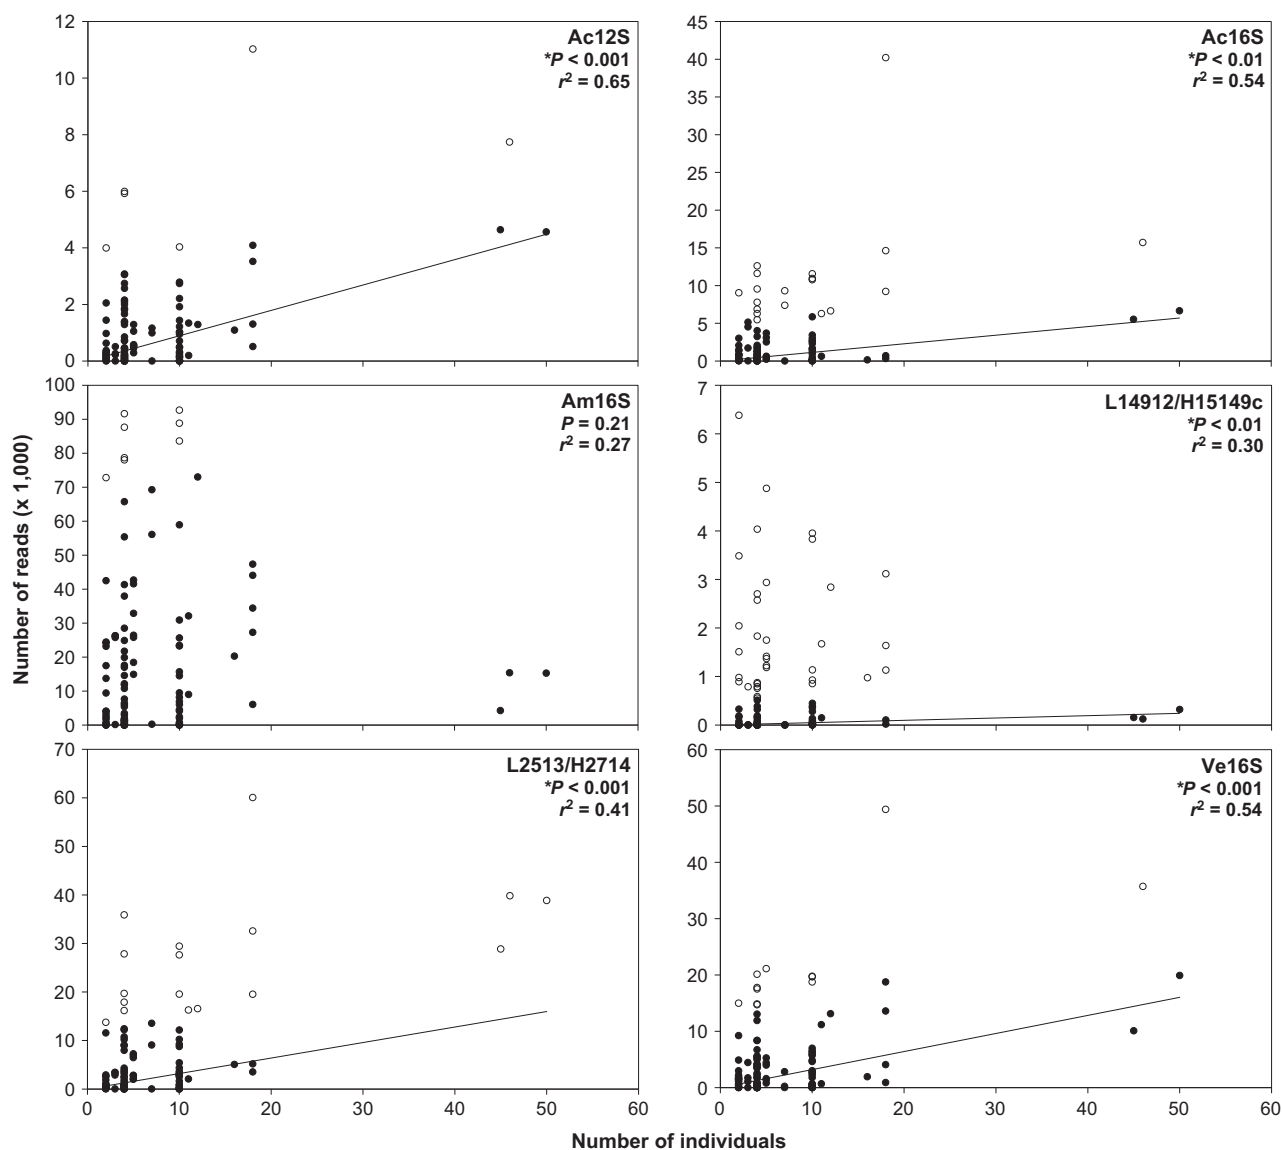 12
10
8
6
4
2
0
Ac12S
*P < 0.001
r² = 0.65
45
40
35
30
25
20
15
10
5
0
Ac16S
*P < 0.01
r² = 0.54
100
90
80
70
60
50
40
30
20
10
0
Am16S
P = 0.21
r² = 0.27
7
6
5
4
3
2
1
0
L14912/H15149c
*P < 0.01
r² = 0.30
Number of reads (x 1,000)
70
60
50
40
30
20
10
0
L2513/H2714
*P < 0.001
r² = 0.41
0 10 20 30 40 50 60
60
50
40
30
20
10
0
Ve16S
*P < 0.001
r² = 0.54
0 10 20 30 40 50 60
Number of individuals